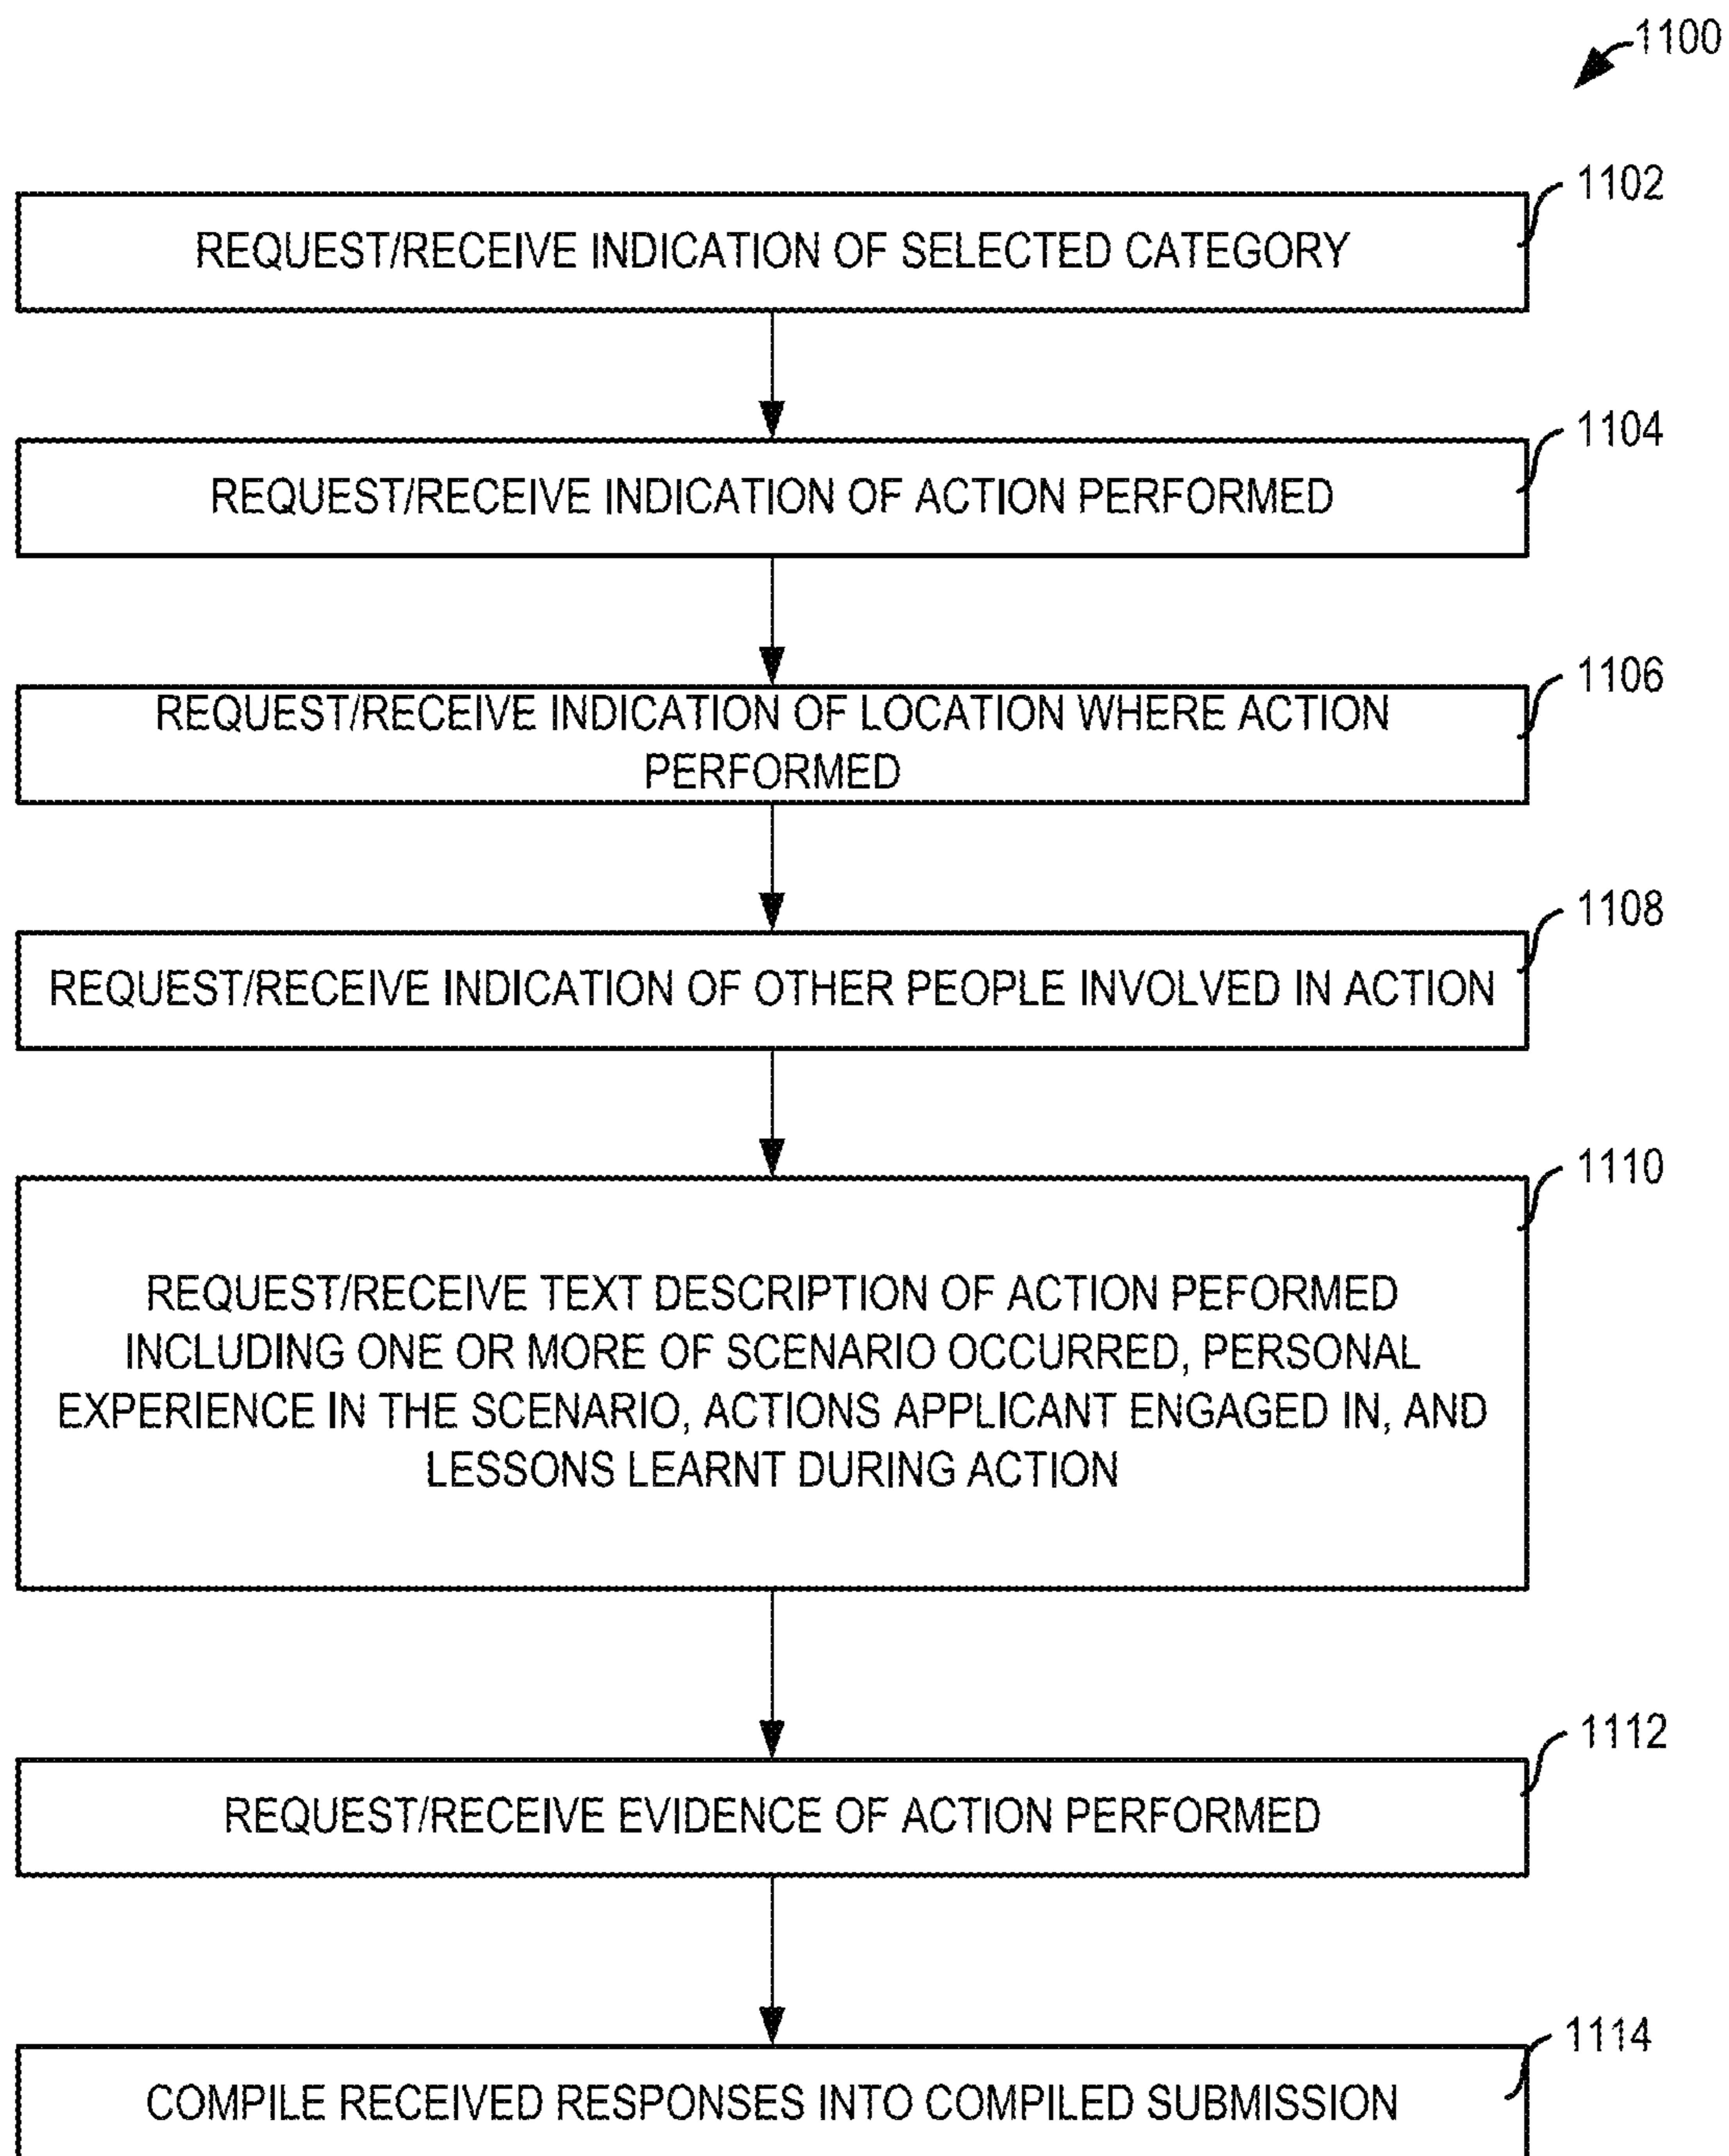 1100
1102
REQUEST/RECEIVE INDICATION OF SELECTED CATEGORY
1104
REQUEST/RECEIVE INDICATION OF ACTION PERFORMED
1106
REQUEST/RECEIVE INDICATION OF LOCATION WHERE ACTION
PERFORMED
1108
REQUEST/RECEIVE INDICATION OF OTHER PEOPLE INVOLVED IN ACTION
1110
REQUEST/RECEIVE TEXT DESCRIPTION OF ACTION PEFORMED
INCLUDING ONE OR MORE OF SCENARIO OCCURRED, PERSONAL
EXPERIENCE IN THE SCENARIO, ACTIONS APPLICANT ENGAGED IN, AND
LESSONS LEARNT DURING ACTION
1112
REQUEST/RECEIVE EVIDENCE OF ACTION PERFORMED
1114
COMPILE RECEIVED RESPONSES INTO COMPILED SUBMISSION